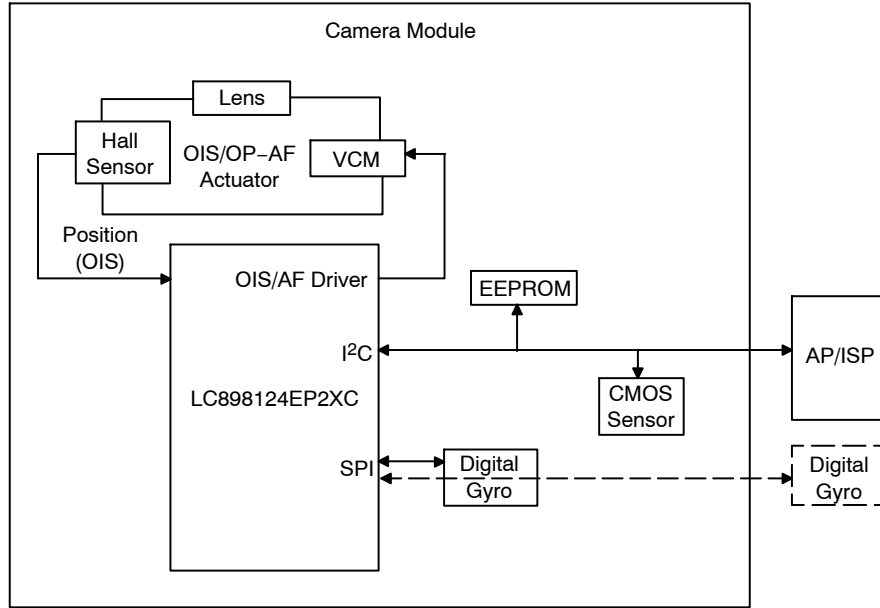 Camera Module
Lens
Hall
Sensor
OIS/OP−AF
Actuator
VCM
Position
(OIS)
OIS/AF Driver
EEPROM
I²C
AP/ISP
LC898124EP2XC
CMOS
Sensor
SPI
Digital
Gyro
Digital
Gyro